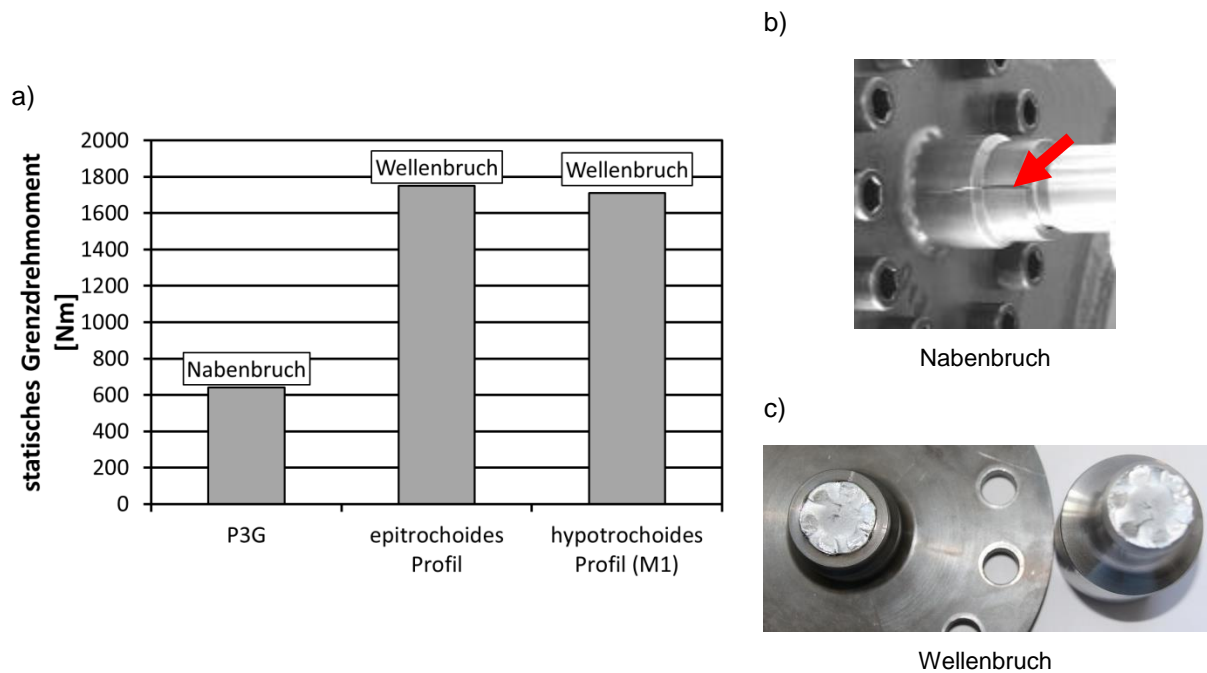 a)
statisches Grenzdrehmoment
[Nm]
2000
1800
1600
1400
1200
1000
800
600
400
200
0
Nabenbruch
Wellenbruch
Wellenbruch
P3G
epitrochoides
Profil
hypotrochoides
Profil (M1)
b)
Nabenbruch
c)
Wellenbruch